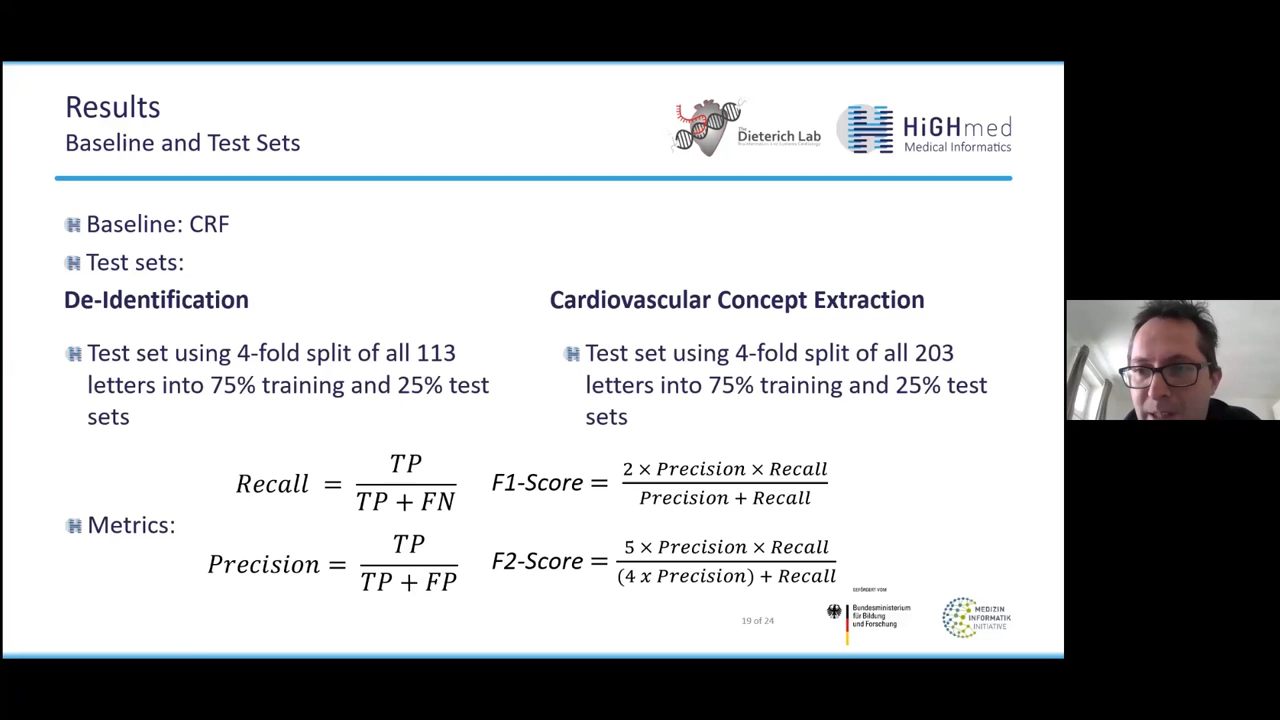 Results
Baseline and Test Sets
The
Dieterich Lab
HiGHmed
Medical Informatics
Baseline: CRF
Test sets:
De-Identification
Test set using 4-fold split of all 113
letters into 75% training and 25% test
sets
Cardiovascular Concept Extraction
Test set using 4-fold split of all 203
letters into 75% training and 25% test
sets
Metrics:
Recall = TP / TP + FN
Precision = TP / TP + FP
F1-Score = 2 × Precision × Recall / Precision + Recall
F2-Score = 5 × Precision × Recall / (4 x Precision) + Recall
19 of 24
GEFÖRDERT VOM
Bundesministerium
für Bildung
und Forschung
MEDIZIN
INFORMATIK
INITIATIVE